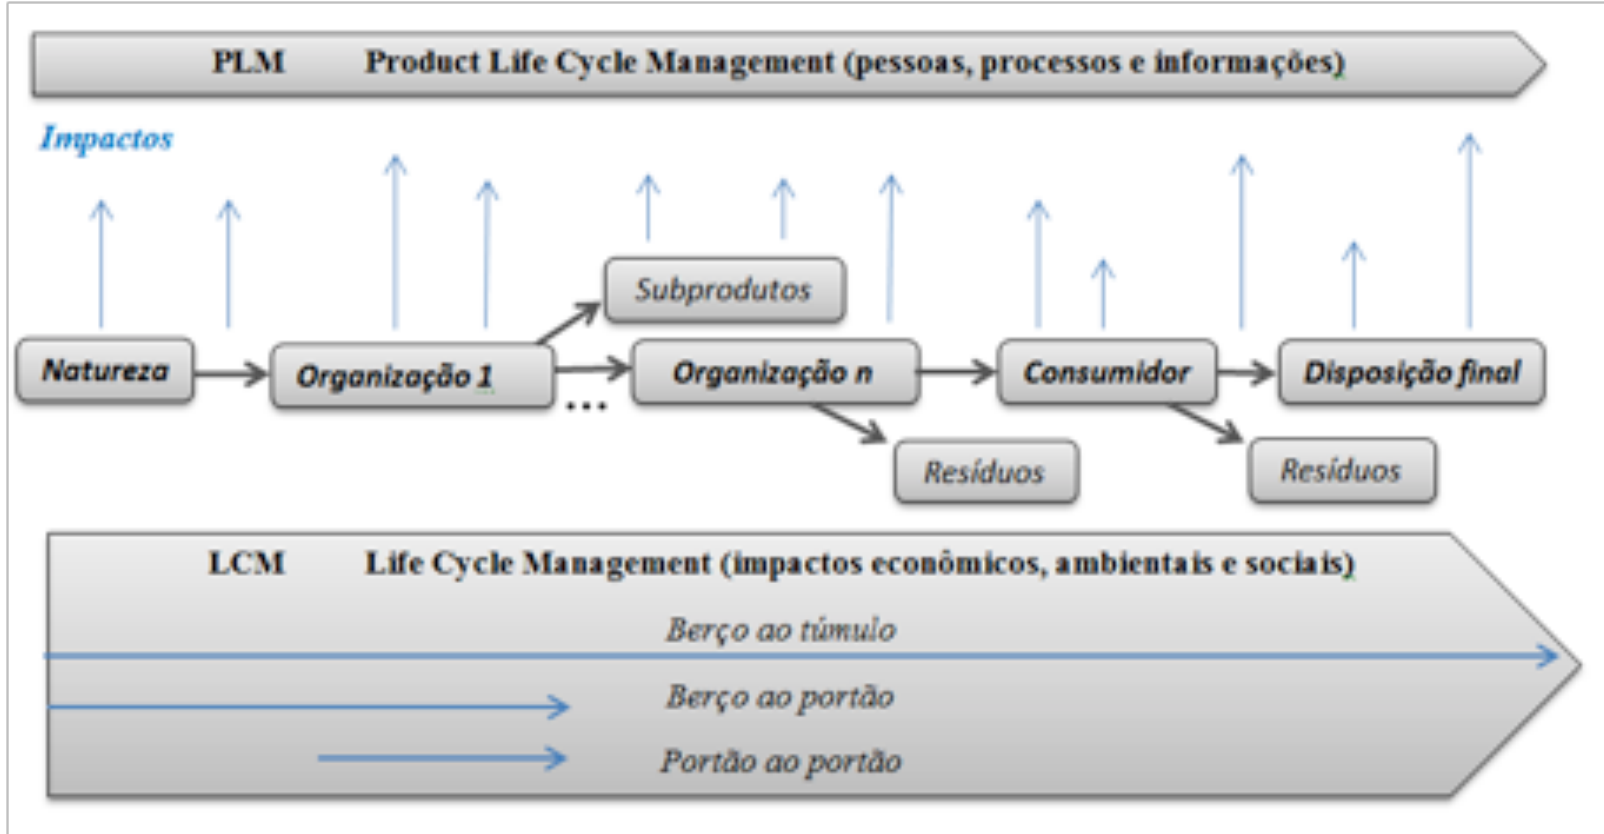 PLM Product Life Cycle Management (pessoas, processos e informações)
Impactos
Subprodutos
Natureza
Organização 1
...
Organização n
Consumidor
Disposição final
Resíduos
Resíduos
LCM Life Cycle Management (impactos econômicos, ambientais e sociais)
Berço ao túmulo
Berço ao portão
Portão ao portão